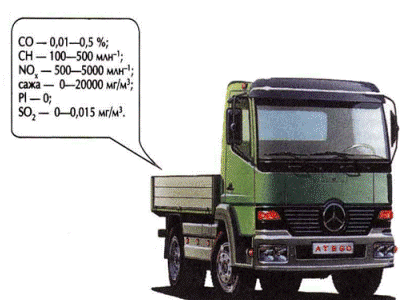 CO — 0,01—0,5 %;
CH — 100—500 млн⁻¹;
NOₓ — 500—5000 млн⁻¹;
сажа — 0—20000 мг/м³;
Pl — 0;
SO₂ — 0—0,015 мг/м³.
ATEGO